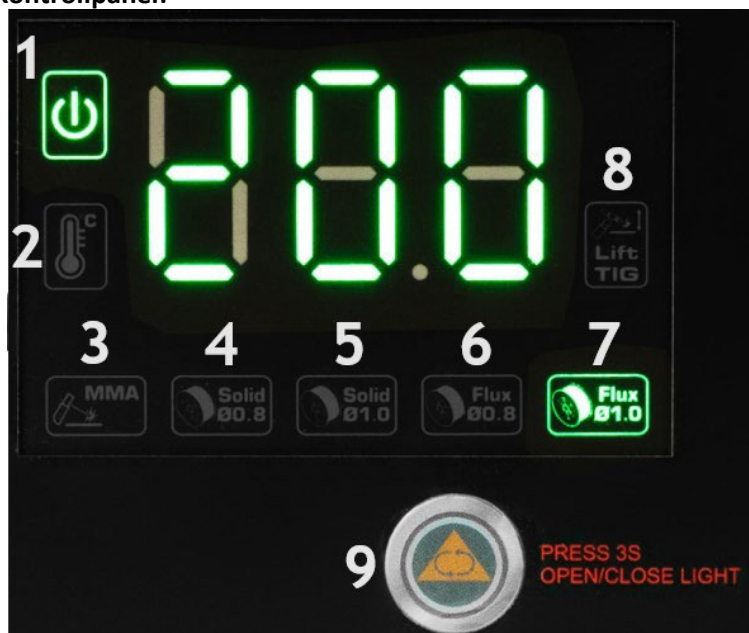 Kontrollpanel
1
200
8
°C
2
Lift
TIG
3 4 5 6 7
MMA
Solid
Ø0.8
Solid
Ø1.0
Flux
Ø0.8
Flux
Ø1.0
9
PRESS 3S
OPEN/CLOSE LIGHT